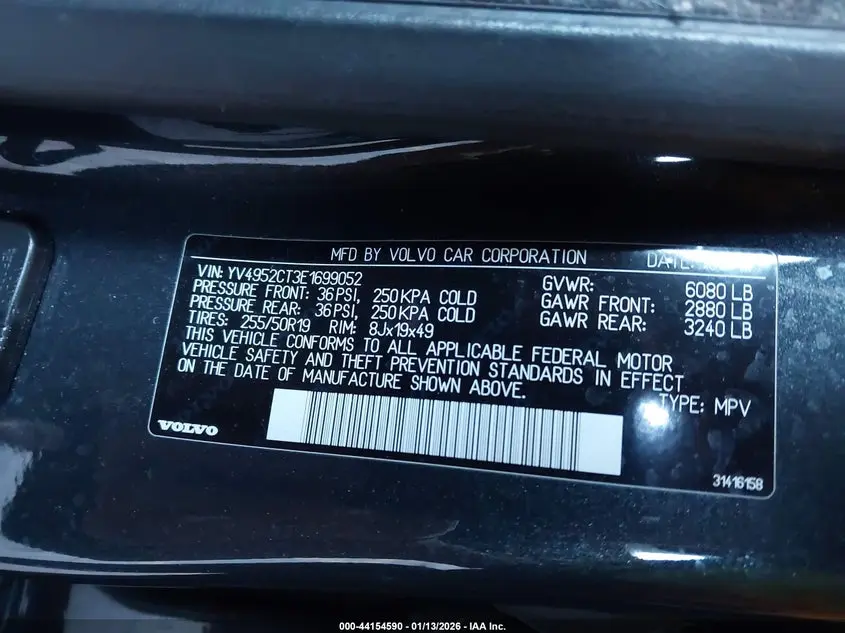 MFD BY VOLVO CAR CORPORATION DATE:
VIN: YV4952CT3E1699052 GVWR: 6080 LB
PRESSURE FRONT: 36PSI, 250KPA COLD GAWR FRONT: 2880 LB
PRESSURE REAR: 36PSI, 250KPA COLD GAWR REAR: 3240 LB
TIRES: 255/50R19 RIM: 8Jx19x49
THIS VEHICLE CONFORMS TO ALL APPLICABLE FEDERAL MOTOR
VEHICLE SAFETY AND THEFT PREVENTION STANDARDS IN EFFECT
ON THE DATE OF MANUFACTURE SHOWN ABOVE.
TYPE: MPV
VOLVO
31416158
000-44154590 - 01/13/2026 - IAA Inc.